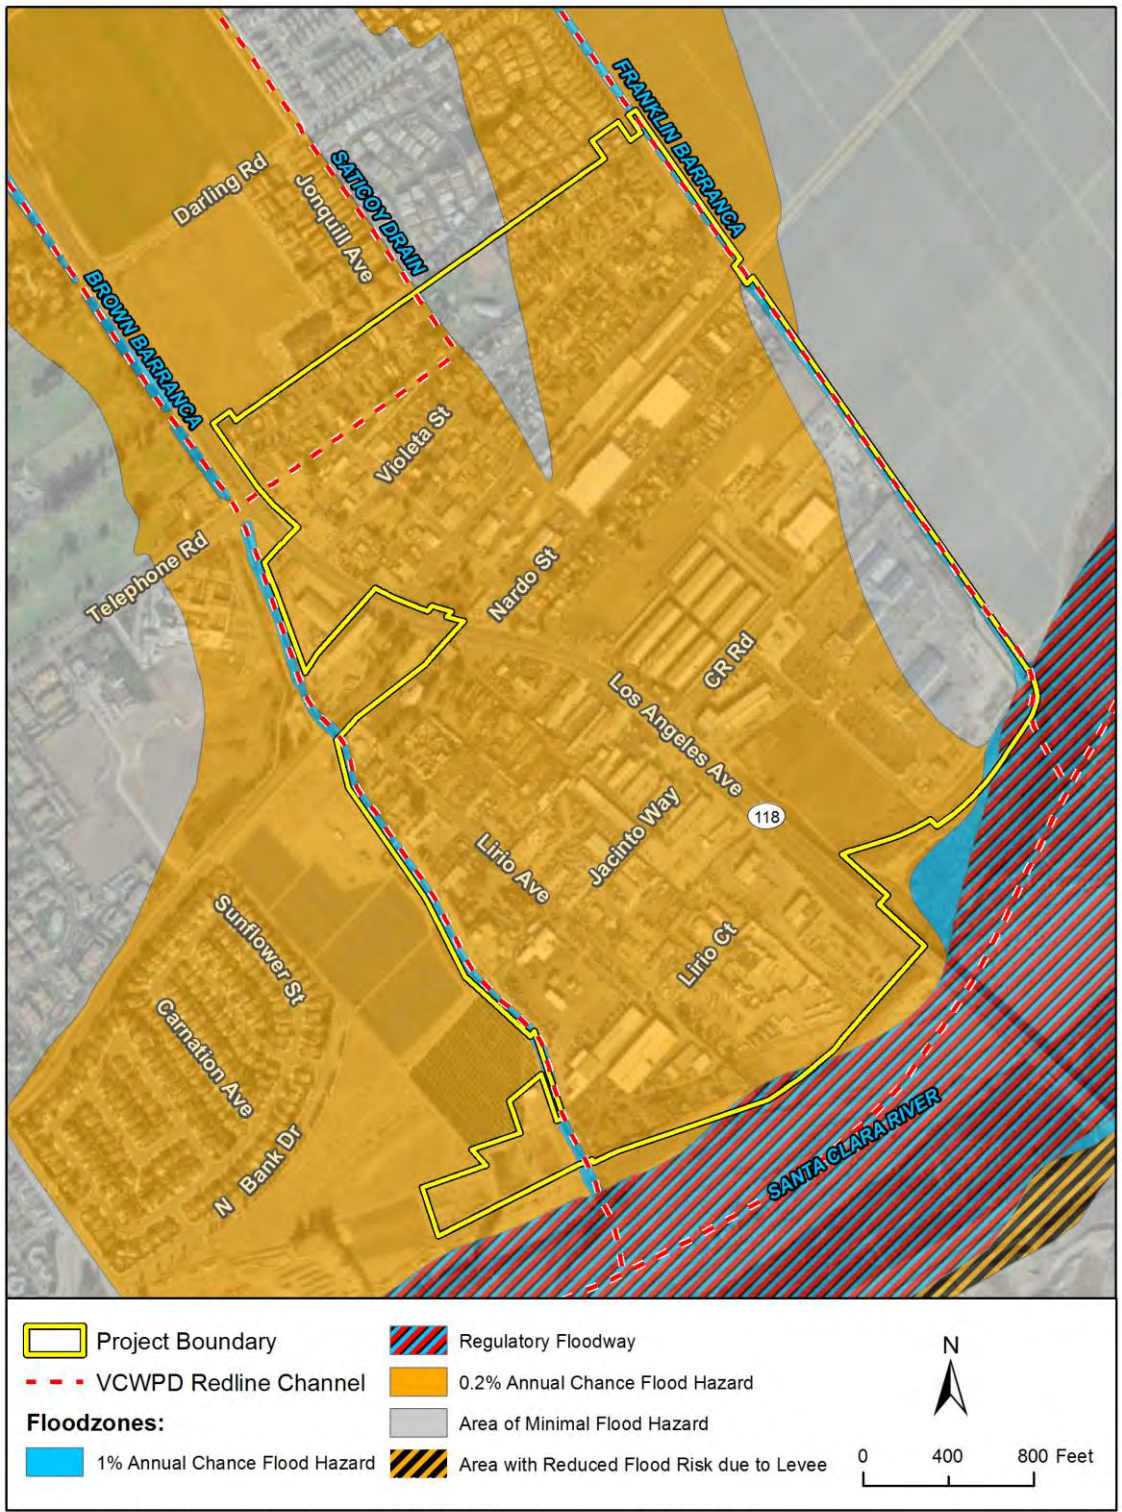 FRANKLIN BARRANCA
SATICOY DRAIN
Darling Rd
Jonquill Ave
BROWN BARRANCA
Violeta St
Telephone Rd
Nardo St
CR Rd
Los Angeles Ave
118
Jacinto Way
Lirio Ave
Sunflower St
Lirio Ct
Carnation Ave
SANTA CLARA RIVER
N Bank Dr
Project Boundary
VCWPD Redline Channel
Floodzones:
1% Annual Chance Flood Hazard
Regulatory Floodway
0.2% Annual Chance Flood Hazard
Area of Minimal Flood Hazard
Area with Reduced Flood Risk due to Levee
N
0 400 800 Feet